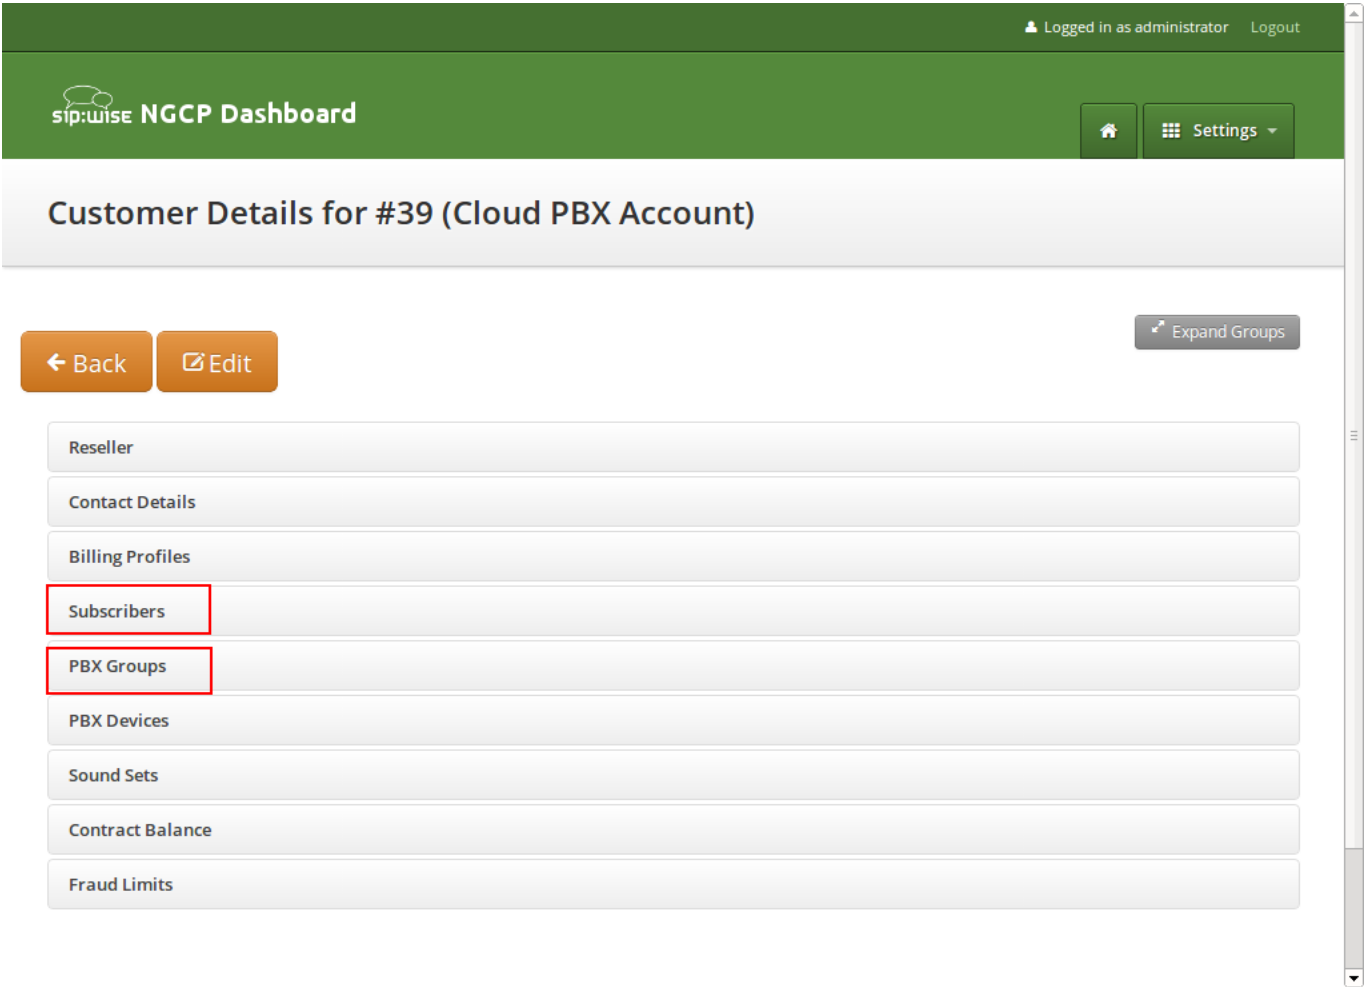 Logged in as administrator Logout
sip:wise NGCP Dashboard
Settings
Customer Details for #39 (Cloud PBX Account)
Expand Groups
Back Edit
Reseller
Contact Details
Billing Profiles
Subscribers
PBX Groups
PBX Devices
Sound Sets
Contract Balance
Fraud Limits